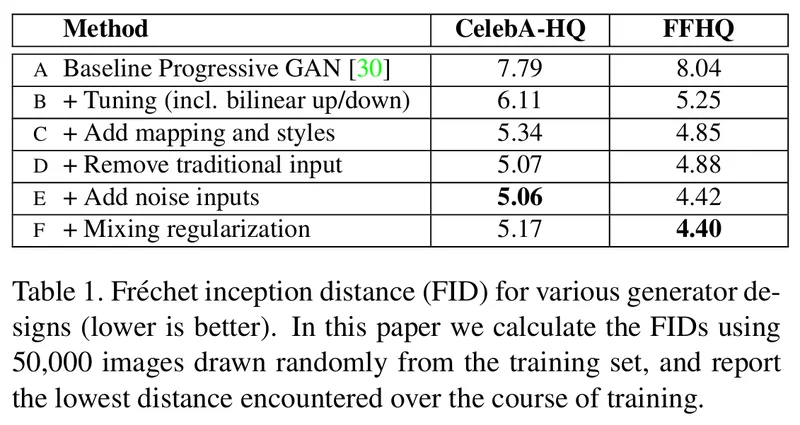 Method CelebA-HQ FFHQ
A Baseline Progressive GAN [30] 7.79 8.04
B + Tuning (incl. bilinear up/down) 6.11 5.25
C + Add mapping and styles 5.34 4.85
D + Remove traditional input 5.07 4.88
E + Add noise inputs 5.06 4.42
F + Mixing regularization 5.17 4.40
Table 1. Fréchet inception distance (FID) for various generator de-
signs (lower is better). In this paper we calculate the FIDs using
50,000 images drawn randomly from the training set, and report
the lowest distance encountered over the course of training.